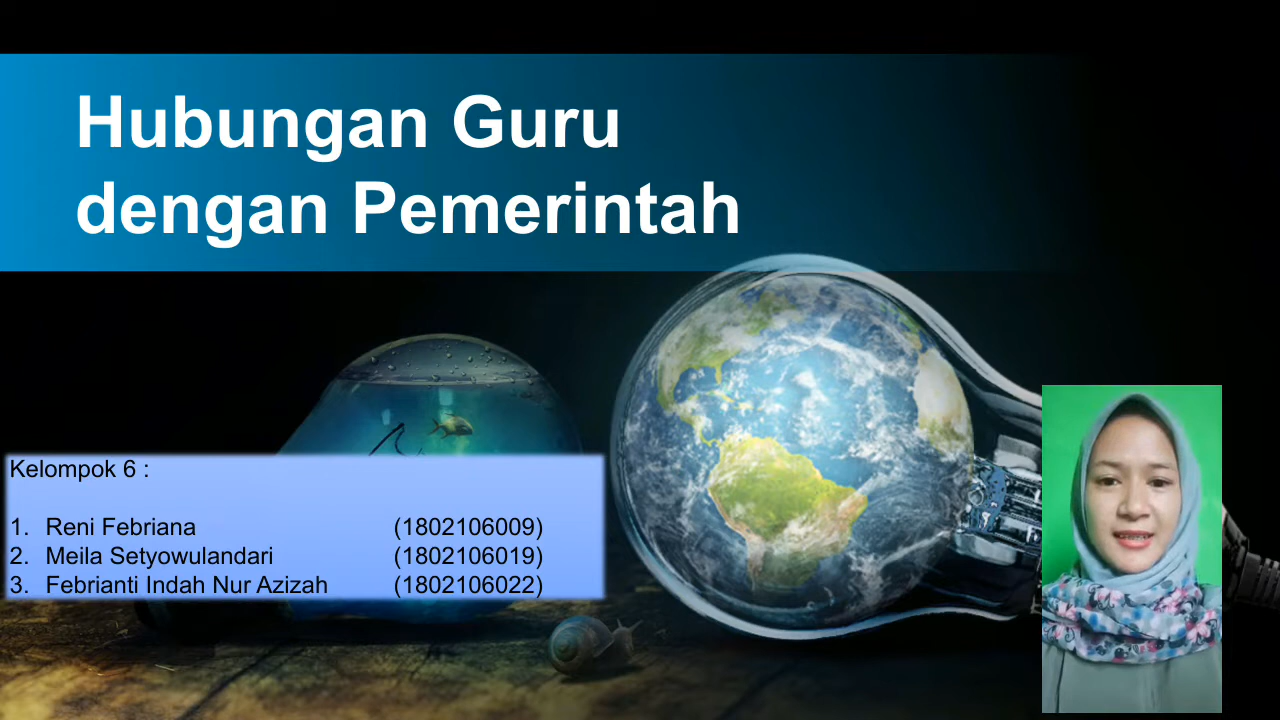 Hubungan Guru
dengan Pemerintah
Kelompok 6 :
1. Reni Febriana (1802106009)
2. Meila Setyowulandari (1802106019)
3. Febrianti Indah Nur Azizah (1802106022)